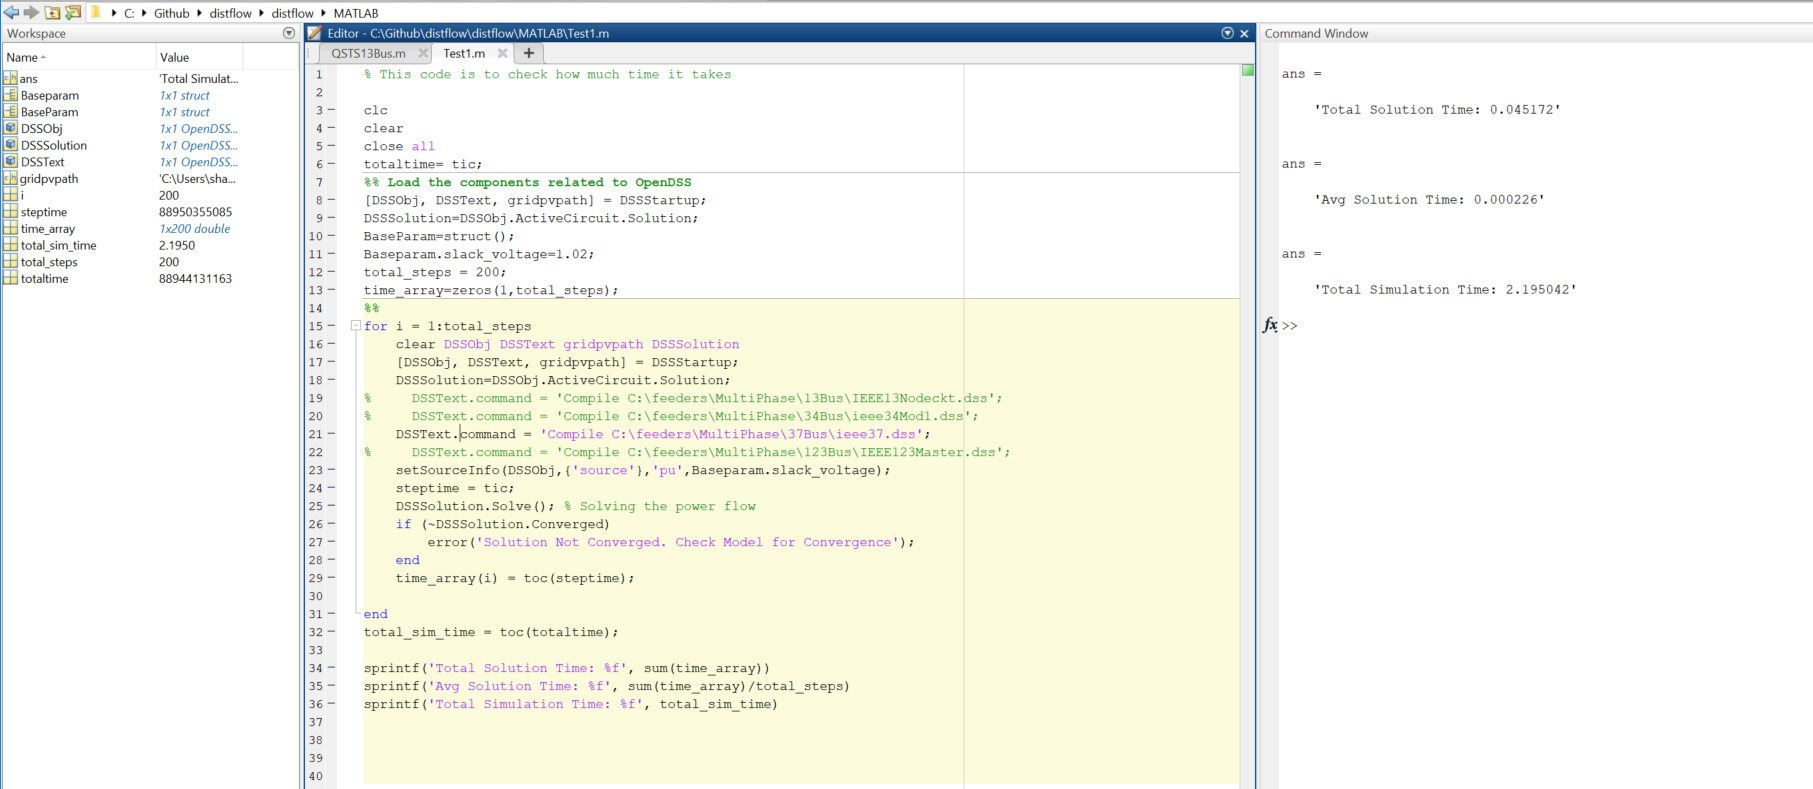 C: Github distflow distflow MATLAB
Workspace
Name Value
ans 'Total Simulat...
Baseparam 1x1 struct
BaseParam 1x1 struct
DSSObj 1x1 OpenDSS...
DSSSolution 1x1 OpenDSS...
DSSText 1x1 OpenDSS...
gridpvpath 'C:\Users\sha...
i 200
steptime 88950355085
time_array 1x200 double
total_sim_time 2.1950
total_steps 200
totaltime 88944131163
Editor - C:\Github\distflow\distflow\MATLAB\Test1.m
QSTS13Bus.m Test1.m
1 % This code is to check how much time it takes
2
3 clc
4 clear
5 close all
6 totaltime= tic;
7 %% Load the components related to OpenDSS
8 [DSSObj, DSSText, gridpvpath] = DSSStartup;
9 DSSSolution=DSSObj.ActiveCircuit.Solution;
10 BaseParam=struct();
11 Baseparam.slack_voltage=1.02;
12 total_steps = 200;
13 time_array=zeros(1,total_steps);
14 %%
15 for i = 1:total_steps
16 clear DSSObj DSSText gridpvpath DSSSolution
17 [DSSObj, DSSText, gridpvpath] = DSSStartup;
18 DSSSolution=DSSObj.ActiveCircuit.Solution;
19 % DSSText.command = 'Compile C:\feeders\MultiPhase\13Bus\IEEE13Nodeckt.dss';
20 % DSSText.command = 'Compile C:\feeders\MultiPhase\34Bus\ieee34Mod1.dss';
21 DSSText.command = 'Compile C:\feeders\MultiPhase\37Bus\ieee37.dss';
22 % DSSText.command = 'Compile C:\feeders\MultiPhase\123Bus\IEEE123Master.dss';
23 setSourceInfo(DSSObj,{'source'},'pu',Baseparam.slack_voltage);
24 steptime = tic;
25 DSSSolution.Solve(); % Solving the power flow
26 if (~DSSSolution.Converged)
27 error('Solution Not Converged. Check Model for Convergence');
28 end
29 time_array(i) = toc(steptime);
30
31 end
32 total_sim_time = toc(totaltime);
33
34 sprintf('Total Solution Time: %f', sum(time_array))
35 sprintf('Avg Solution Time: %f', sum(time_array)/total_steps)
36 sprintf('Total Simulation Time: %f', total_sim_time)
37
38
39
40
Command Window
ans =
'Total Solution Time: 0.045172'
ans =
'Avg Solution Time: 0.000226'
ans =
'Total Simulation Time: 2.195042'
fx >>